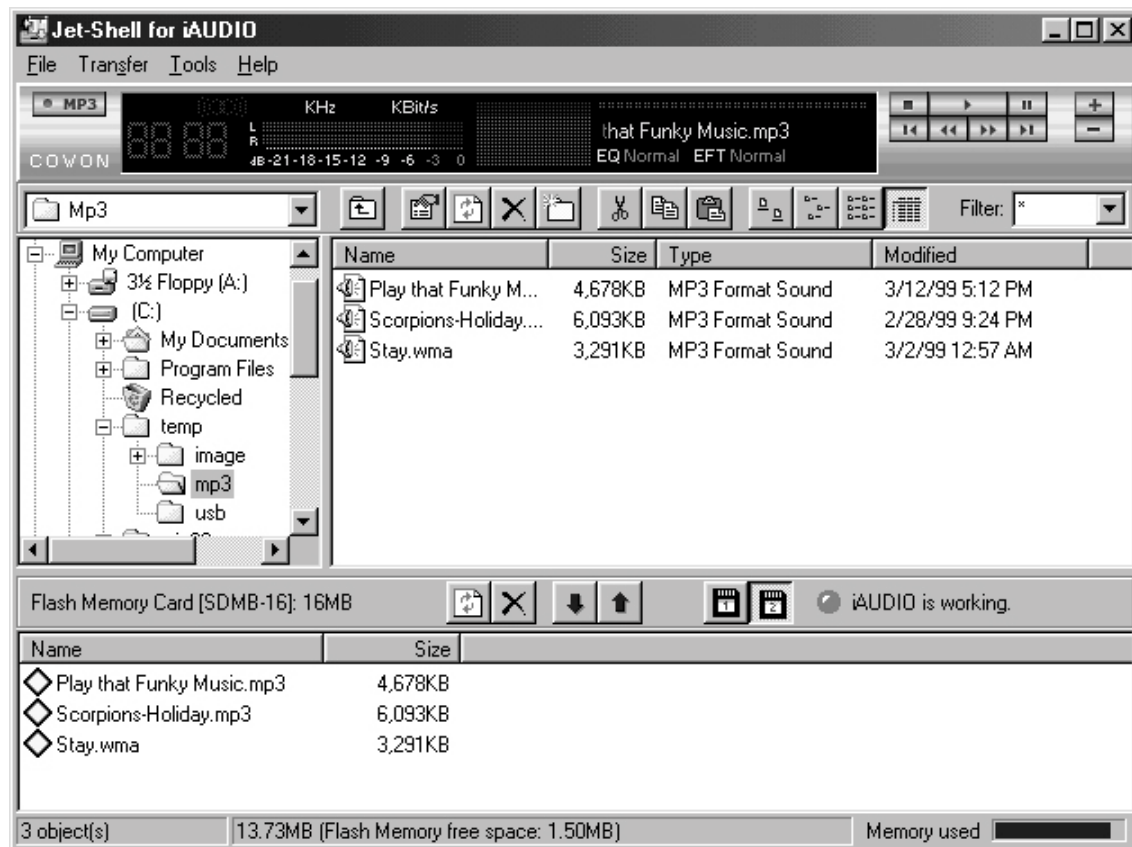 Jet-Shell for iAUDIO
File Transfer Tools Help
MP3 KHz KBit/s
L
R
that Funky Music.mp3
dB -21 -18 -15 -12 -9 -6 -3 0 EQ Normal EFT Normal
COWON
Mp3 Filter: *
My Computer
3½ Floppy (A:)
(C:)
My Documents
Program Files
Recycled
temp
image
mp3
usb
Name Size Type Modified
Play that Funky M... 4,678KB MP3 Format Sound 3/12/99 5:12 PM
Scorpions-Holiday.... 6,093KB MP3 Format Sound 2/28/99 9:24 PM
Stay.wma 3,291KB MP3 Format Sound 3/2/99 12:57 AM
Flash Memory Card [SDMB-16]: 16MB 1 2 iAUDIO is working.
Name Size
Play that Funky Music.mp3 4,678KB
Scorpions-Holiday.mp3 6,093KB
Stay.wma 3,291KB
3 object(s) 13.73MB (Flash Memory free space: 1.50MB) Memory used